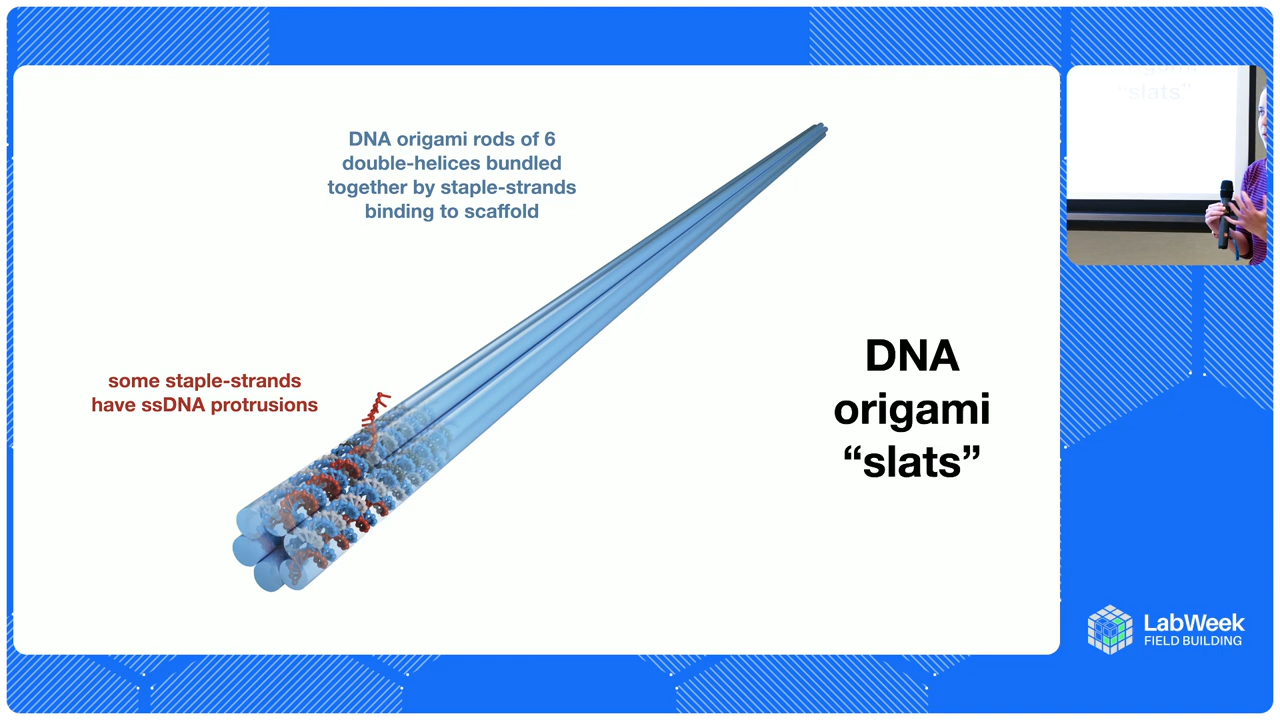 DNA origami rods of 6
double-helices bundled
together by staple-strands
binding to scaffold
some staple-strands
have ssDNA protrusions
DNA
origami
“slats”
“slats”
LabWeek
FIELD BUILDING